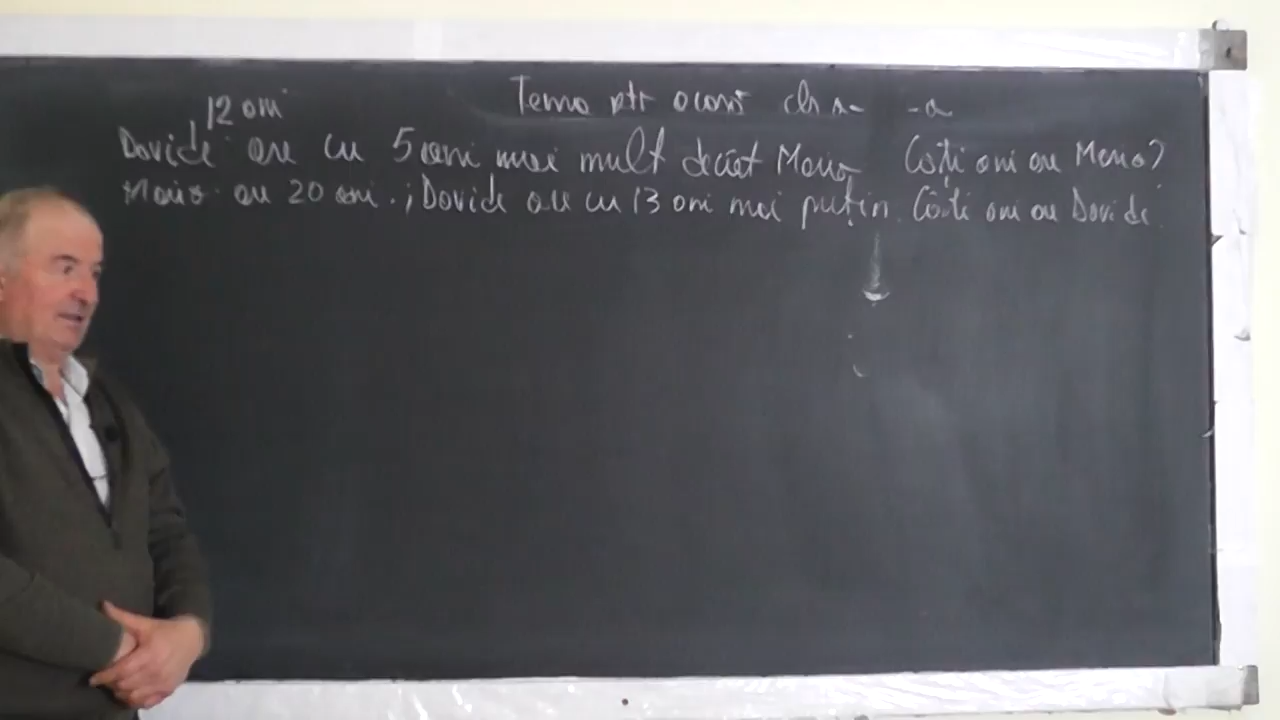 Tema ptr acasă cls a- -a
12 ani
Davide are cu 5 ani mai mult decât Maria Câți ani are Maria?
Maria are 20 ani.; Davide are cu 13 ani mai puțin. Câți ani are Davide